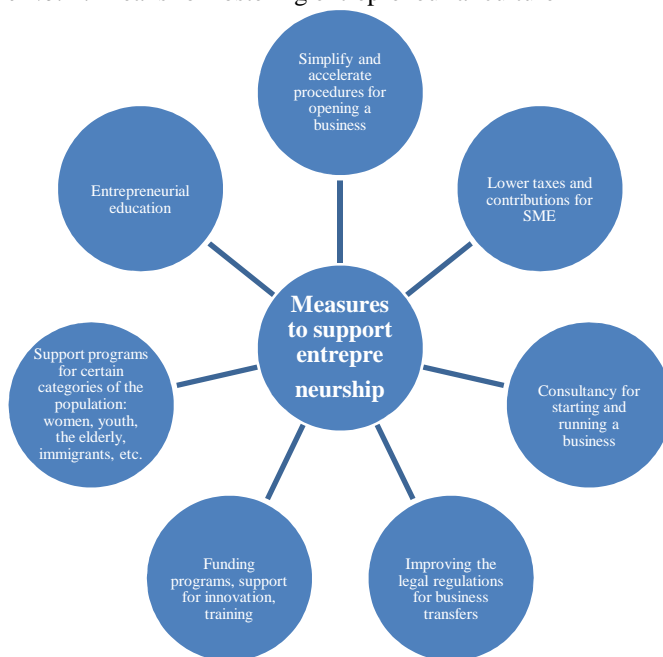 Simplify and
accelerate
procedures for
opening a
business
Lower taxes and
contributions for
SME
Consultancy for
starting and
running a
business
Improving the
legal regulations
for business
transfers
Funding
programs, support
for innovation,
training
Support programs
for certain
categories of the
population:
women, youth,
the elderly,
immigrants, etc.
Entrepreneurial
education
Measures
to support
entrepre
neurship